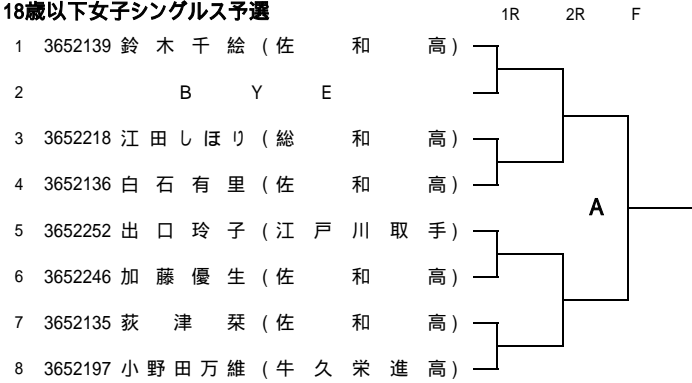 18歳以下女子シングルス予選 1R 2R F
1 3652139 鈴木千絵 (佐和高)
2 BYE
3 3652218 江田しほり (総和高)
4 3652136 白石有里 (佐和高)
A
5 3652252 出口玲子 (江戸川取手)
6 3652246 加藤優生 (佐和高)
7 3652135 荻津栞 (佐和高)
8 3652197 小野田万維 (牛久栄進高)